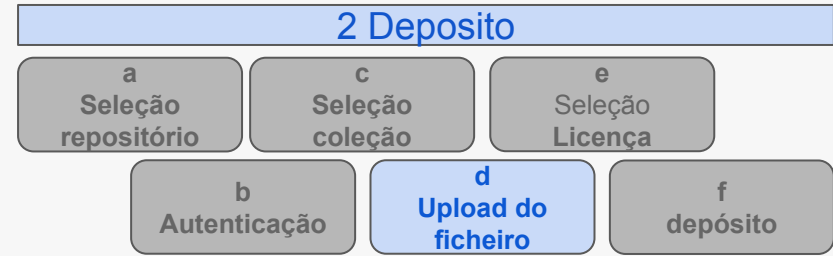 2 Deposito
a
Seleção
repositório
c
Seleção
coleção
e
Seleção
Licença
b
Autenticação
d
Upload do
ficheiro
f
depósito